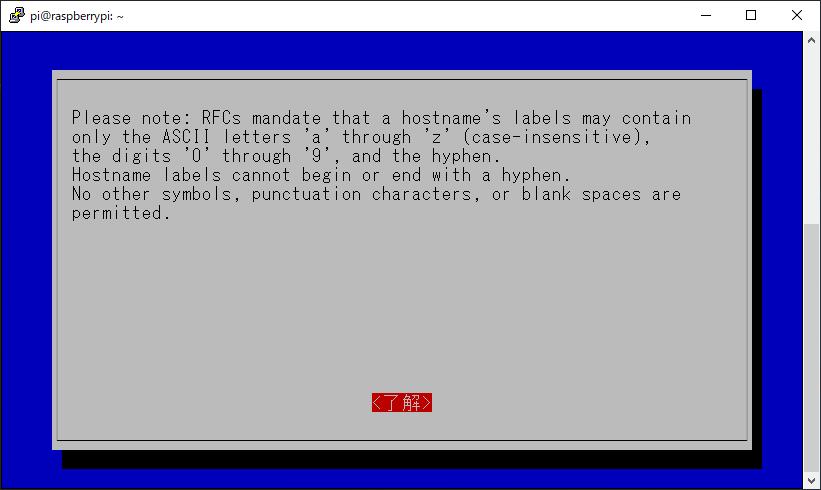 pi@raspberrypi: ~
Please note: RFCs mandate that a hostname's labels may contain
only the ASCII letters 'a' through 'z' (case-insensitive),
the digits '0' through '9', and the hyphen.
Hostname labels cannot begin or end with a hyphen.
No other symbols, punctuation characters, or blank spaces are
permitted.
<了解>